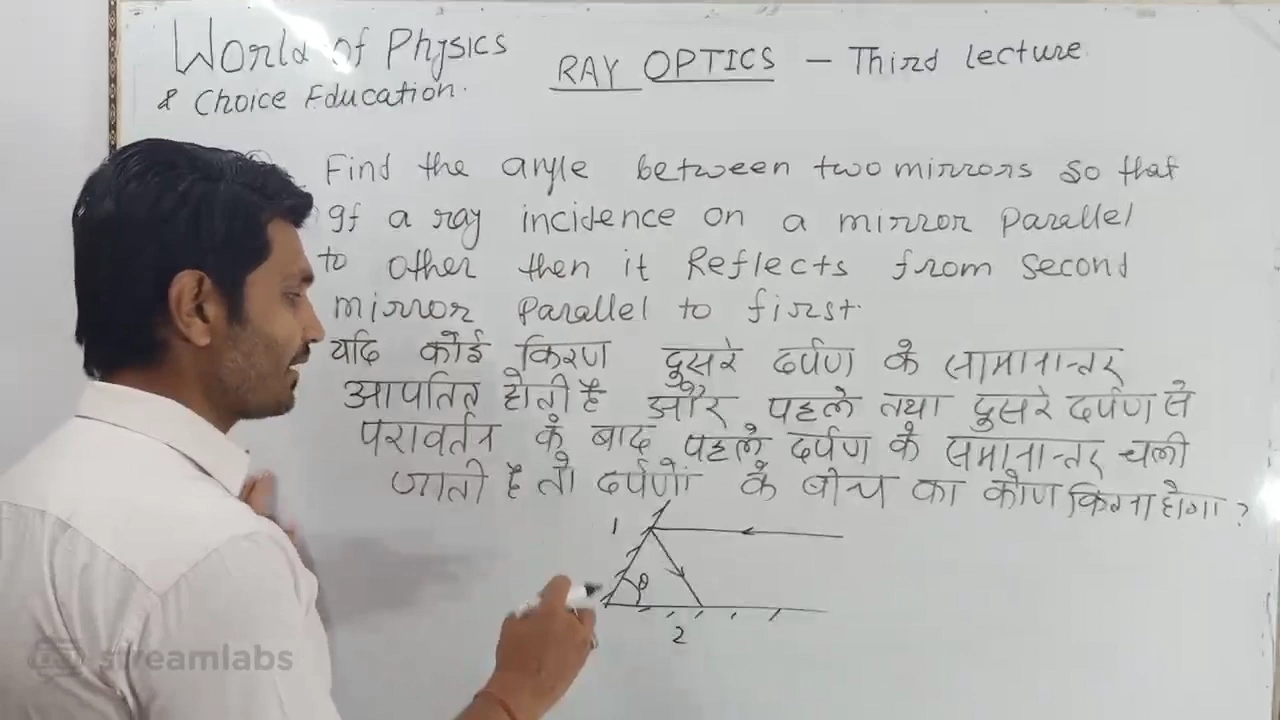 World of Physics
& Choice Education.
RAY OPTICS - Third lecture
Find the angle between two mirrors so that
If a ray incidence on a mirror Parallel
to other then it Reflects from second
mirror Parallel to first.
यदि कोई किरण दुसरे दर्पण के सामानान्तर
आपतित होती है और पहले तथा दुसरे दर्पण से
परावर्तन के बाद पहले दर्पण के समानान्तर चली
जाती है तो दर्पणों के बीच का कोण कितना होगा ?
1
θ
2
streamlabs